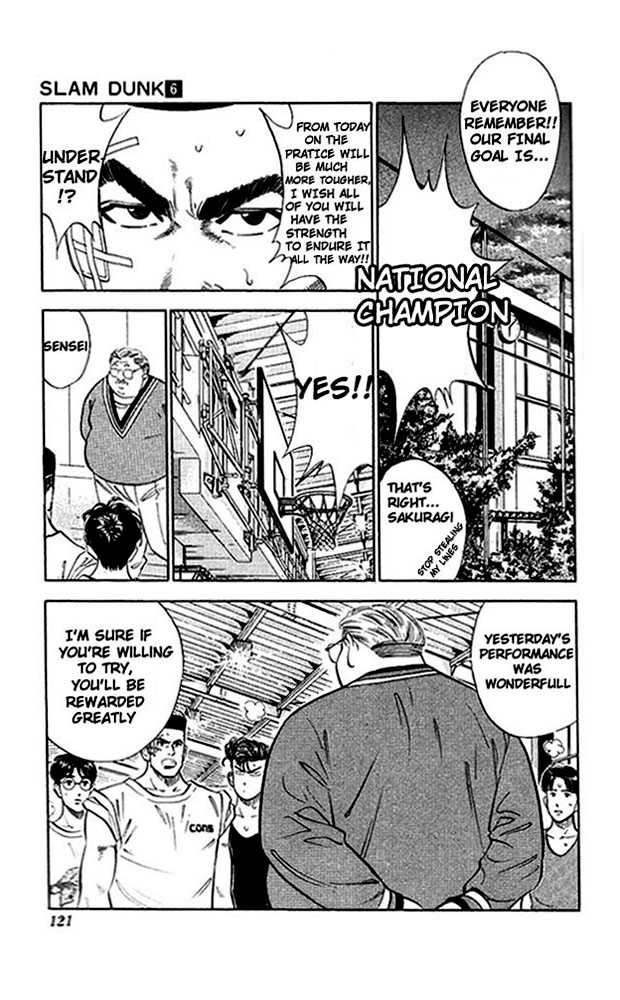 SLAM DUNK 6
EVERYONE
REMEMBER!!
OUR FINAL
GOAL IS...
NATIONAL
CHAMPION
THAT'S
RIGHT...
SAKURAGI
STOP STEALING
MY LINES
FROM TODAY
ON THE
PRATICE WILL
BE MUCH
MORE TOUGHER,
I WISH ALL
OF YOU WILL
HAVE THE
STRENGTH
TO ENDURE IT
ALL THE WAY!!
UNDER-
STAND
!?
YES!!
SENSEI
YESTERDAY'S
PERFORMANCE
WAS
WONDERFULL
I'M SURE IF
YOU'RE WILLING
TO TRY,
YOU'LL BE
REWARDED
GREATLY
CONS
121